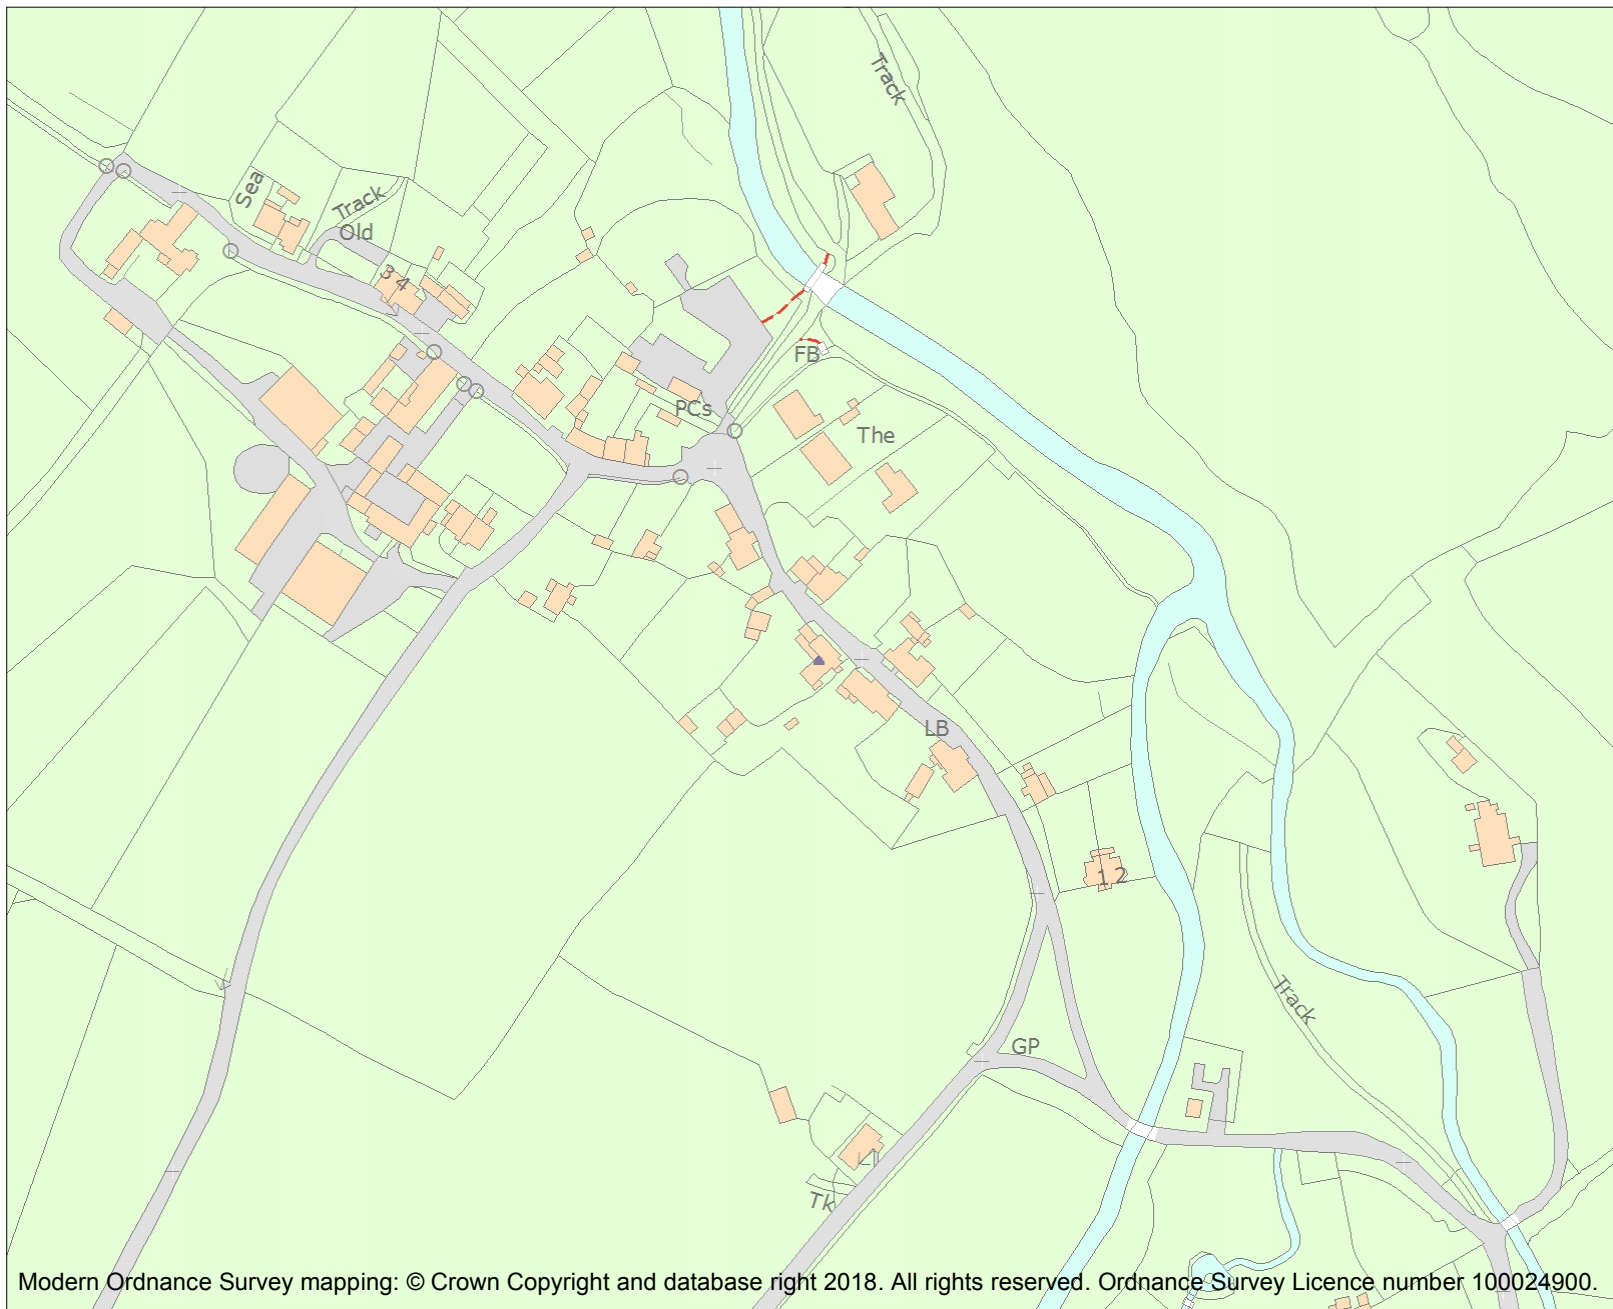 Track
Sea
Track
Old
3 4
FB
PCs
The
LB
1 2
Track
GP
Tk
Modern Ordnance Survey mapping: © Crown Copyright and database right 2018. All rights reserved. Ordnance Survey Licence number 100024900.